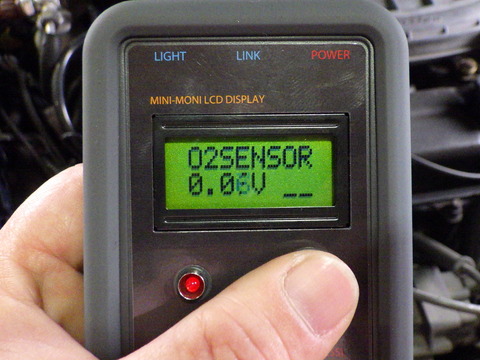 LIGHT LINK POWER
MINI-MONI LCD DISPLAY
O2SENSOR
0.06V __